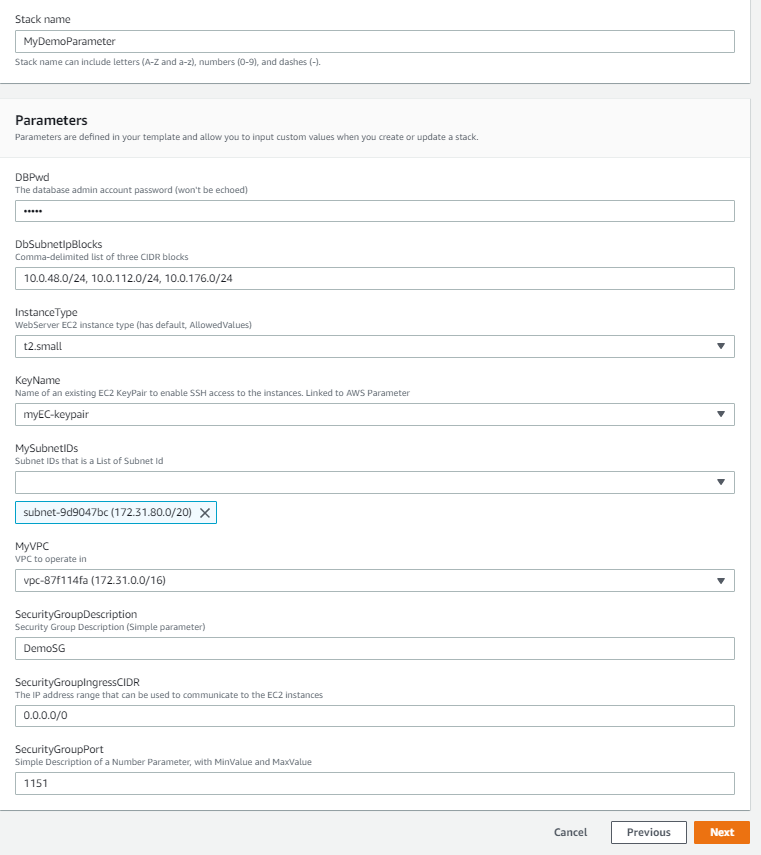 Stack name
MyDemoParameter
Stack name can include letters (A-Z and a-z), numbers (0-9), and dashes (-).
Parameters
Parameters are defined in your template and allow you to input custom values when you create or update a stack.
DBPwd
The database admin account password (won't be echoed)
•••••
DbSubnetIpBlocks
Comma-delimited list of three CIDR blocks
10.0.48.0/24, 10.0.112.0/24, 10.0.176.0/24
InstanceType
WebServer EC2 instance type (has default, AllowedValues)
t2.small
KeyName
Name of an existing EC2 KeyPair to enable SSH access to the instances. Linked to AWS Parameter
myEC-keypair
MySubnetIDs
Subnet IDs that is a List of Subnet Id
subnet-9d9047bc (172.31.80.0/20)
MyVPC
VPC to operate in
vpc-87f114fa (172.31.0.0/16)
SecurityGroupDescription
Security Group Description (Simple parameter)
DemoSG
SecurityGroupIngressCIDR
The IP address range that can be used to communicate to the EC2 instances
0.0.0.0/0
SecurityGroupPort
Simple Description of a Number Parameter, with MinValue and MaxValue
1151
Cancel Previous Next